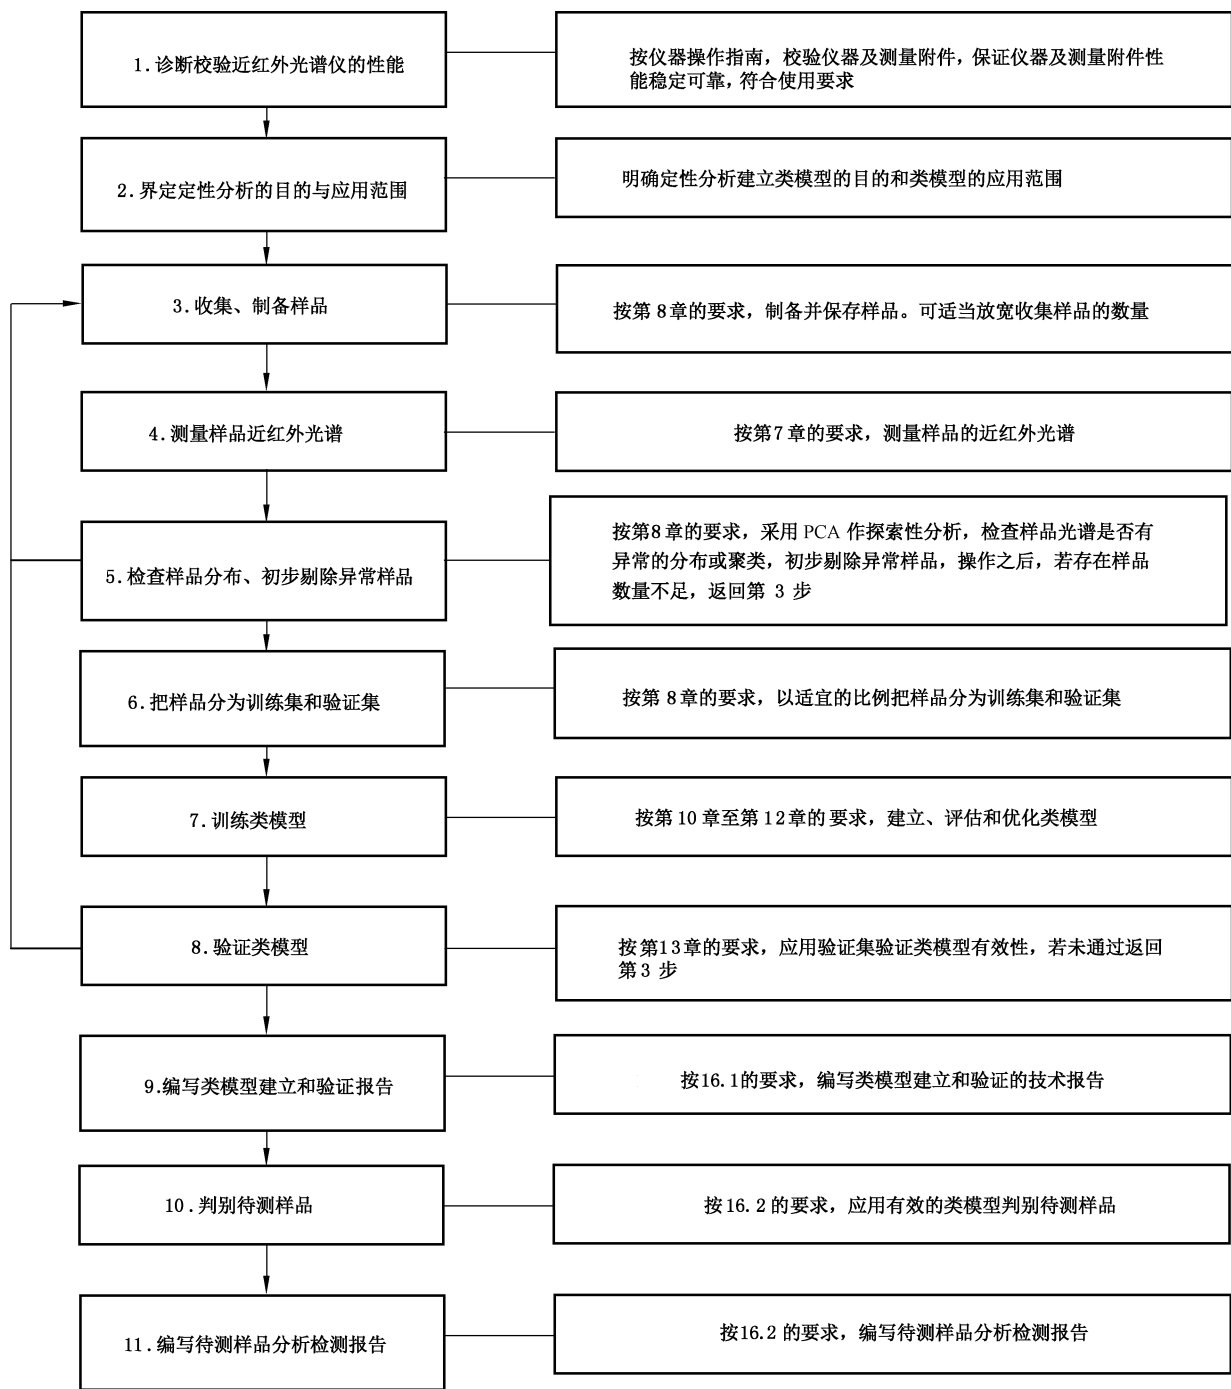 1.诊断校验近红外光谱仪的性能
按仪器操作指南，校验仪器及测量附件，保证仪器及测量附件性
能稳定可靠，符合使用要求
2.界定定性分析的目的与应用范围
明确定性分析建立类模型的目的和类模型的应用范围
3.收集、制备样品
按第8章的要求，制备并保存样品。可适当放宽收集样品的数量
4.测量样品近红外光谱
按第7章的要求，测量样品的近红外光谱
5.检查样品分布、初步剔除异常样品
按第8章的要求，采用 PCA 作探索性分析，检查样品光谱是否有
异常的分布或聚类，初步剔除异常样品，操作之后，若存在样品
数量不足，返回第 3 步
6.把样品分为训练集和验证集
按第8章的要求，以适宜的比例把样品分为训练集和验证集
7.训练类模型
按第10章至第12章的要求，建立、评估和优化类模型
8.验证类模型
按第13章的要求，应用验证集验证类模型有效性，若未通过返回
第3 步
9.编写类模型建立和验证报告
按16.1的要求，编写类模型建立和验证的技术报告
10.判别待测样品
按16.2的要求，应用有效的类模型判别待测样品
11.编写待测样品分析检测报告
按16.2的要求，编写待测样品分析检测报告